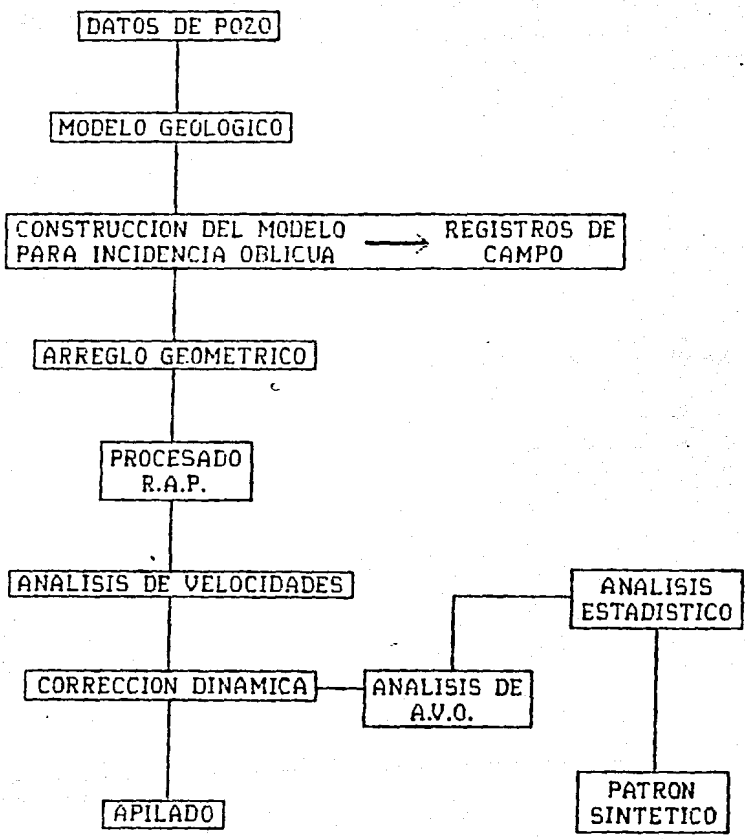 DATOS DE POZO
MODELO GEOLOGICO
CONSTRUCCION DEL MODELO
PARA INCIDENCIA OBLICUA
REGISTROS DE
CAMPO
ARREGLO GEOMETRICO
PROCESADO
R.A.P.
ANALISIS DE VELOCIDADES
ANALISIS
ESTADISTICO
CORRECCION DINAMICA
ANALISIS DE
A.V.O.
APILADO
PATRON
SINTETICO